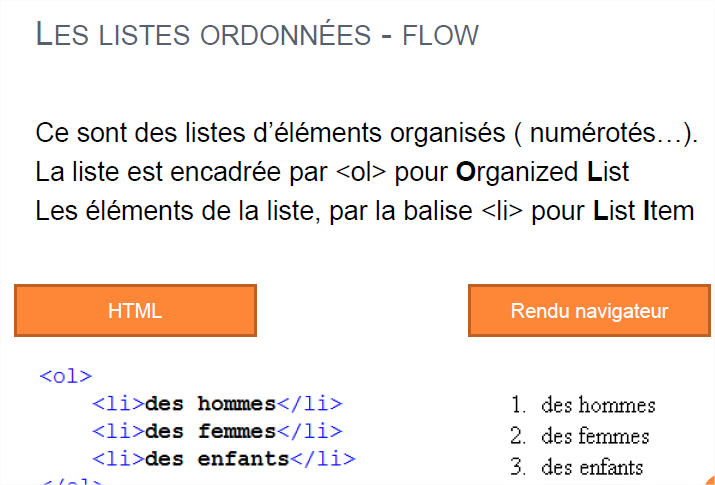 LES LISTES ORDONNÉES - FLOW
Ce sont des listes d’éléments organisés ( numérotés…).
La liste est encadrée par <ol> pour Organized List
Les éléments de la liste, par la balise <li> pour List Item
HTML
Rendu navigateur
<ol>
<li>des hommes</li>
<li>des femmes</li>
<li>des enfants</li>
</ol>
1. des hommes
2. des femmes
3. des enfants